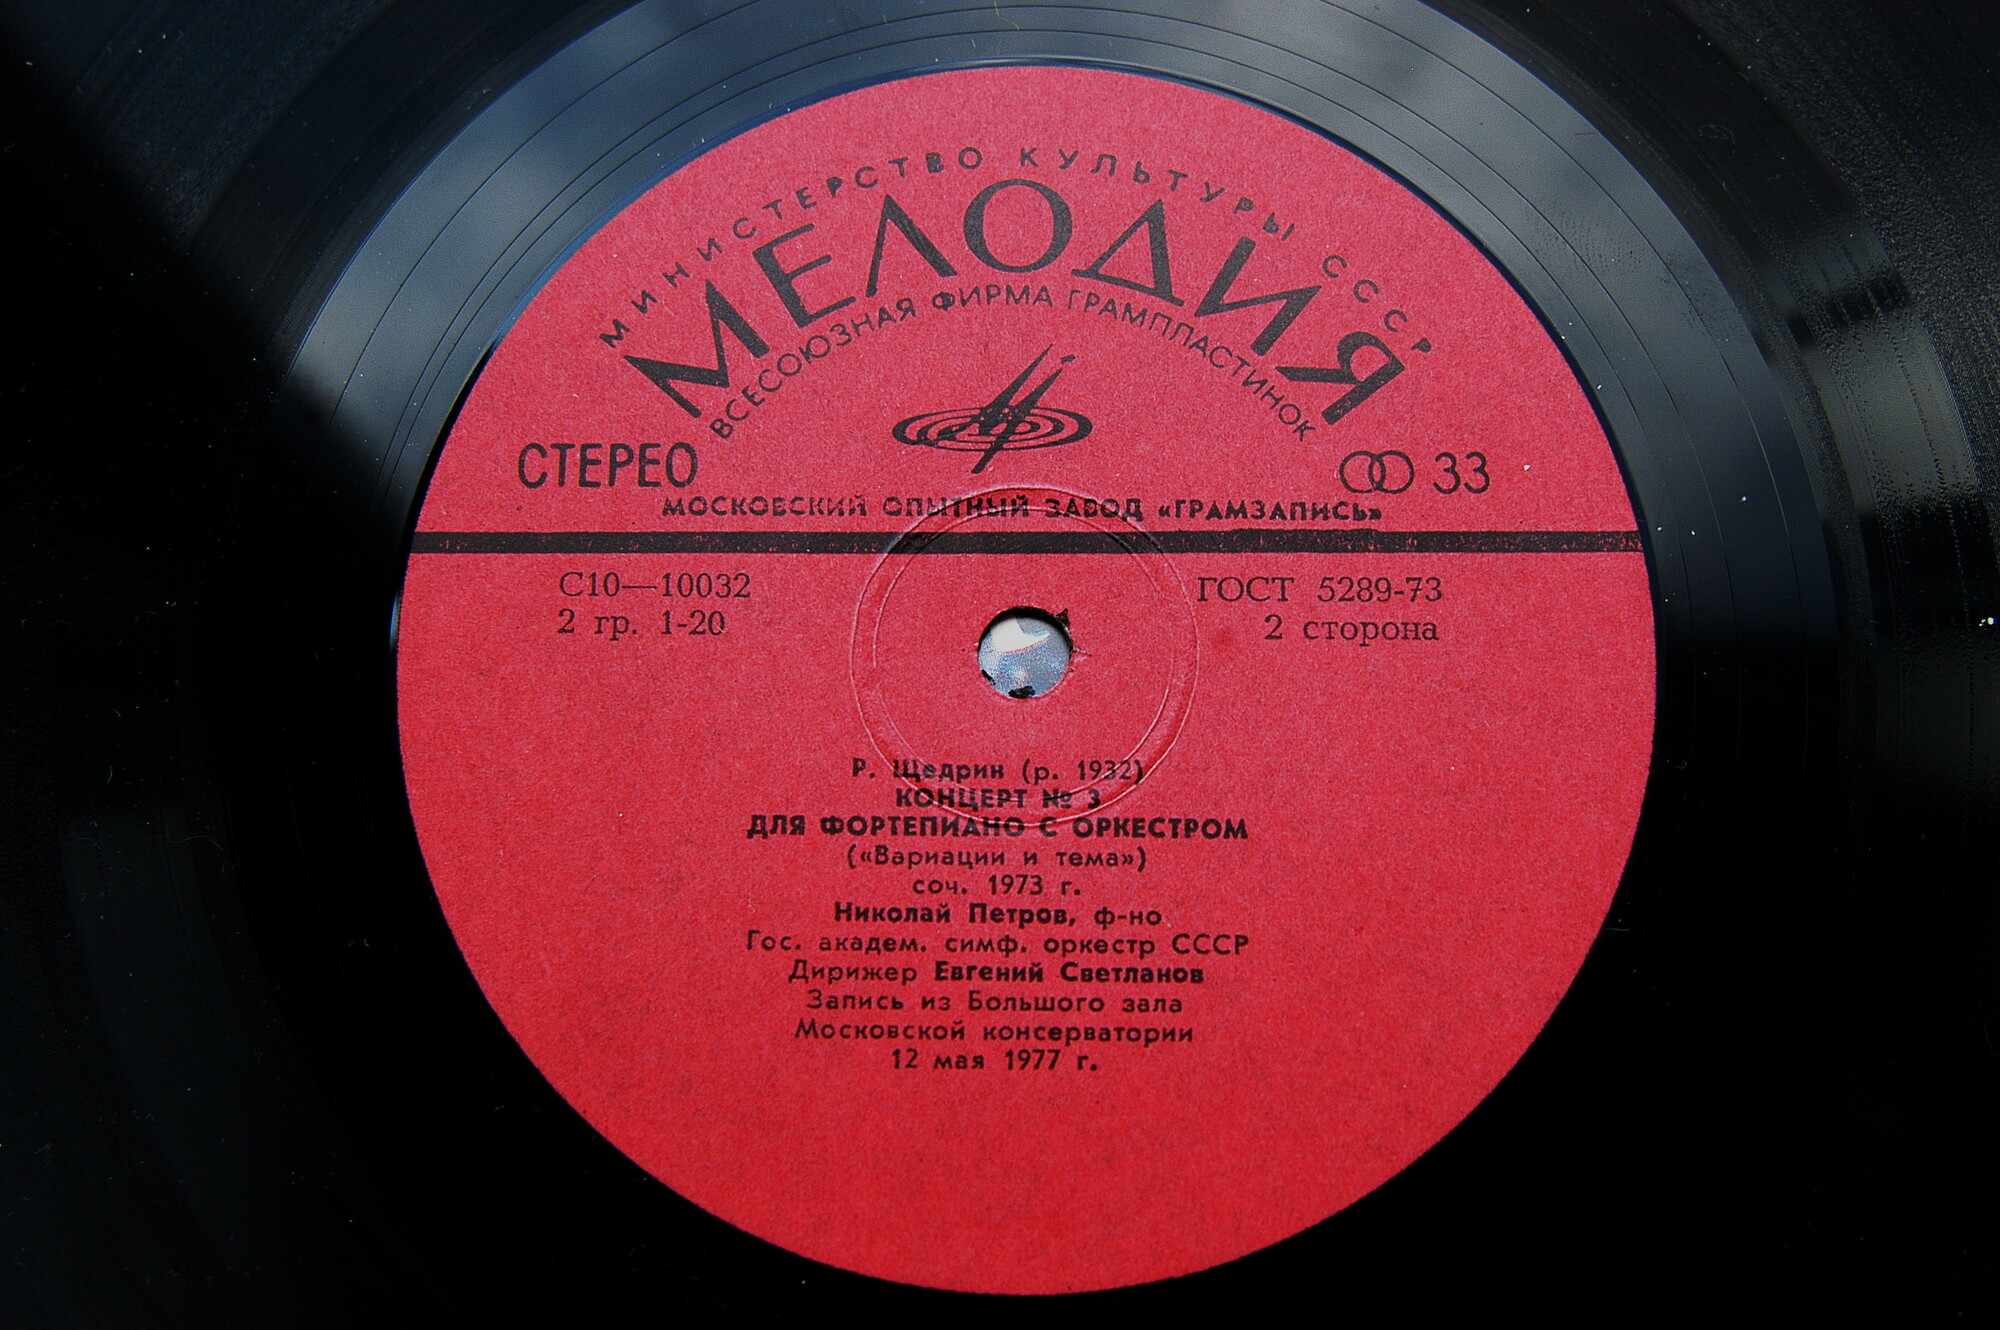 МИНИСТЕРСТВО КУЛЬТУРЫ СССР
МЕЛОДИЯ
ВСЕСОЮЗНАЯ ФИРМА ГРАМПЛАСТИНОК
СТЕРЕО
33
МОСКОВСКИЙ ОПЫТНЫЙ ЗАВОД «ГРАМЗАПИСЬ»
С10—10032
ГОСТ 5289-73
2 гр. 1-20
2 сторона
Р. Щедрин (р. 1932)
КОНЦЕРТ № 3
ДЛЯ ФОРТЕПИАНО С ОРКЕСТРОМ
(«Вариации и тема»)
соч. 1973 г.
Николай Петров, ф-но
Гос. академ. симф. оркестр СССР
Дирижер Евгений Светланов
Запись из Большого зала
Московской консерватории
12 мая 1977 г.